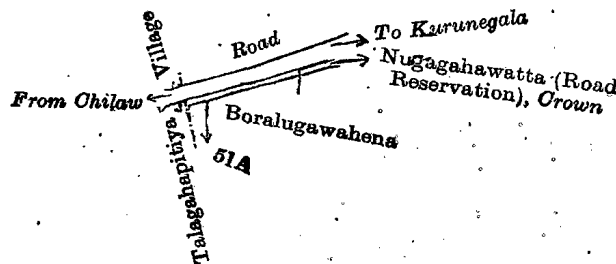 Village
Road
To Kurunegala
Nugagahawatta (Road
Reservation), Crown
From Chilaw
Boralugawahena
51A
Talagahapitiya